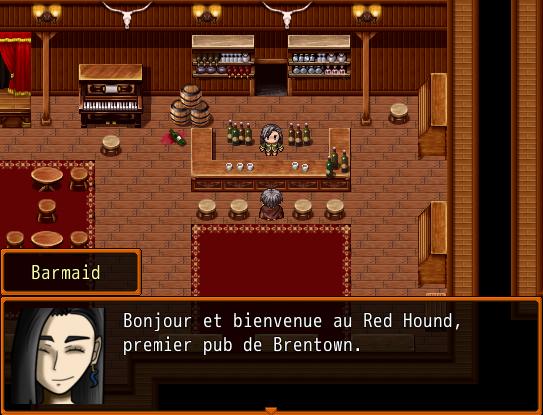 Barmaid
Bonjour et bienvenue au Red Hound,
premier pub de Brentown.